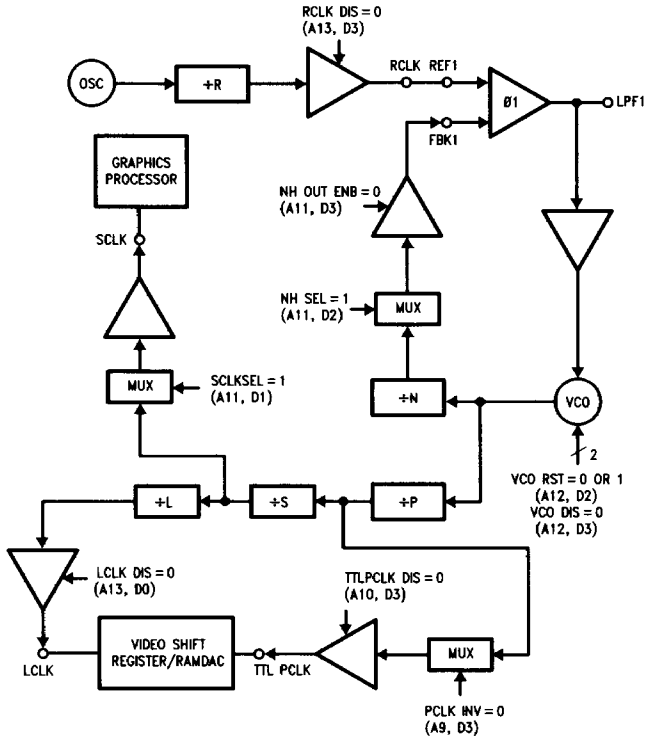 RCLK DIS = 0
(A13, D3)
OSC
÷R
RCLK REF1
Ø1
LPF1
FBK1
GRAPHICS
PROCESSOR
NH OUT ENB = 0
(A11, D3)
SCLK
NH SEL = 1
(A11, D2)
MUX
MUX
SCLKSEL = 1
(A11, D1)
÷N
VCO
2
VCO RST = 0 OR 1
(A12, D2)
VCO DIS = 0
(A12, D3)
÷L
÷S
÷P
LCLK DIS = 0
(A13, D0)
TTLPCLK DIS = 0
(A10, D3)
LCLK
VIDEO SHIFT
REGISTER/RAMDAC
TTL PCLK
MUX
PCLK INV = 0
(A9, D3)